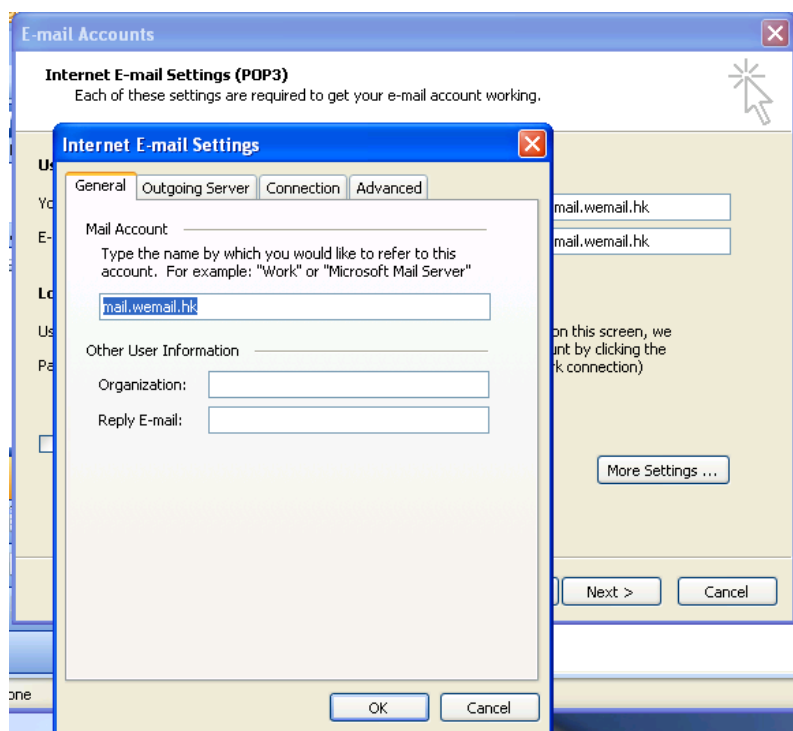 E-mail Accounts
Internet E-mail Settings (POP3)
Each of these settings are required to get your e-mail account working.
Internet E-mail Settings
General Outgoing Server Connection Advanced
Mail Account
Type the name by which you would like to refer to this
account. For example: "Work" or "Microsoft Mail Server"
mail.wemail.hk
Other User Information
Organization:
Reply E-mail:
OK Cancel
mail.wemail.hk
mail.wemail.hk
on this screen, we
by clicking the
connection)
More Settings ...
Next > Cancel